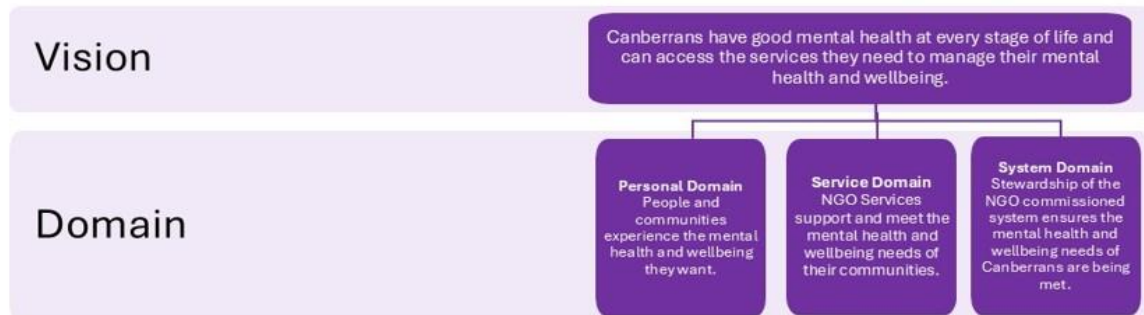 Vision
Canberrans have good mental health at every stage of life and
can access the services they need to manage their mental
health and wellbeing.
Domain
Personal Domain
People and
communities
experience the mental
health and wellbeing
they want.
Service Domain
NGO Services
support and meet the
mental health and
wellbeing needs of
their communities.
System Domain
Stewardship of the
NGO commissioned
system ensures the
mental health and
wellbeing needs of
Canberrans are being
met.